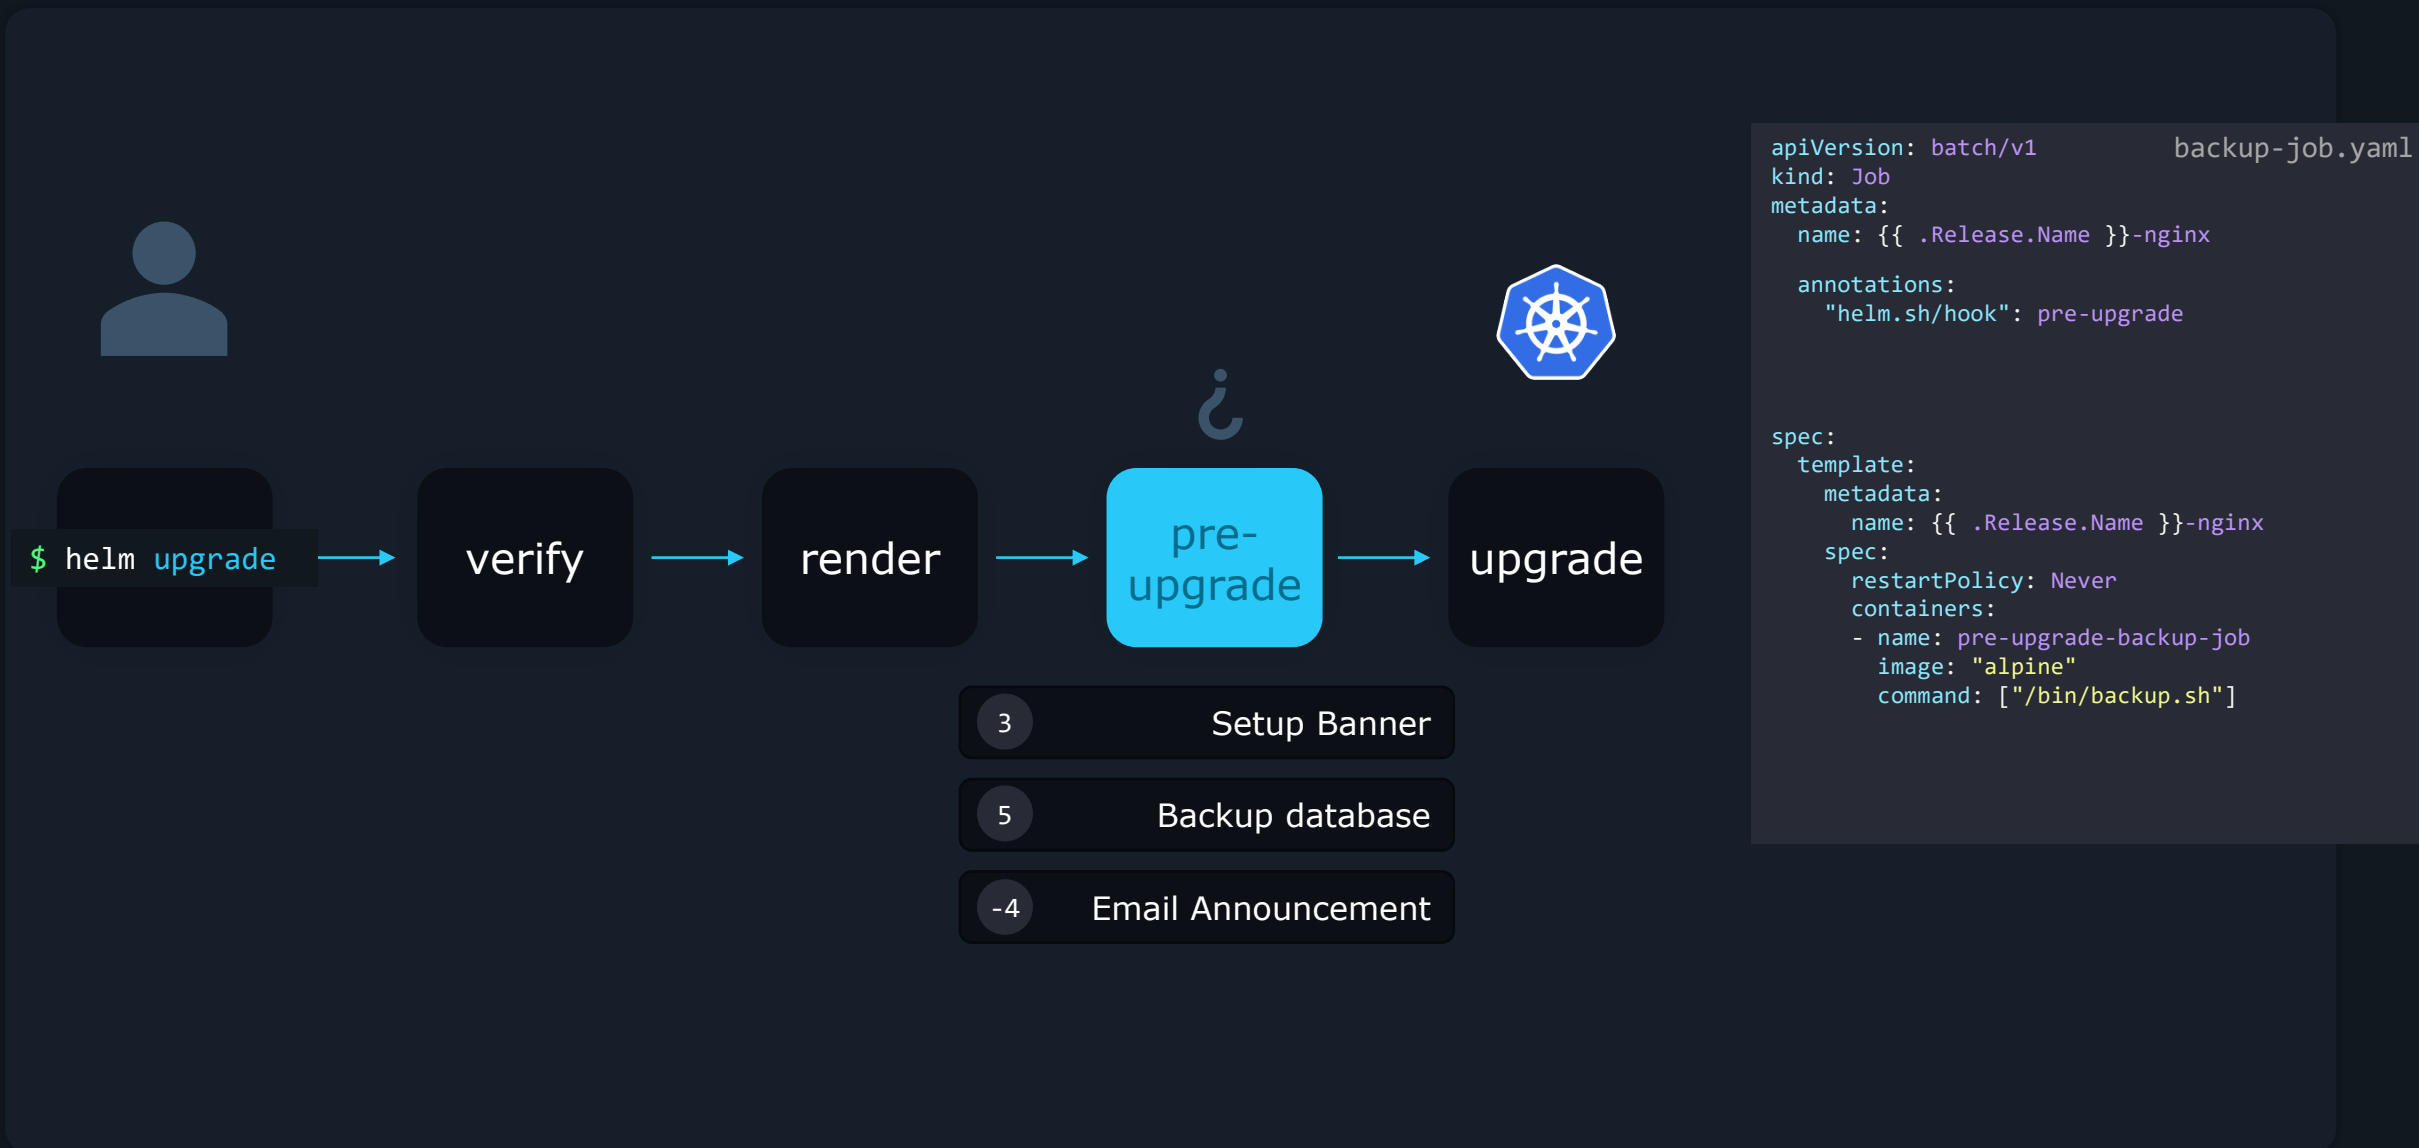 $ helm upgrade
verify
render
pre-
upgrade
upgrade
3 Setup Banner
5 Backup database
-4 Email Announcement
backup-job.yaml
apiVersion: batch/v1
kind: Job
metadata:
  name: {{ .Release.Name }}-nginx
  annotations:
    "helm.sh/hook": pre-upgrade
spec:
  template:
    metadata:
      name: {{ .Release.Name }}-nginx
    spec:
      restartPolicy: Never
      containers:
      - name: pre-upgrade-backup-job
        image: "alpine"
        command: ["/bin/backup.sh"]